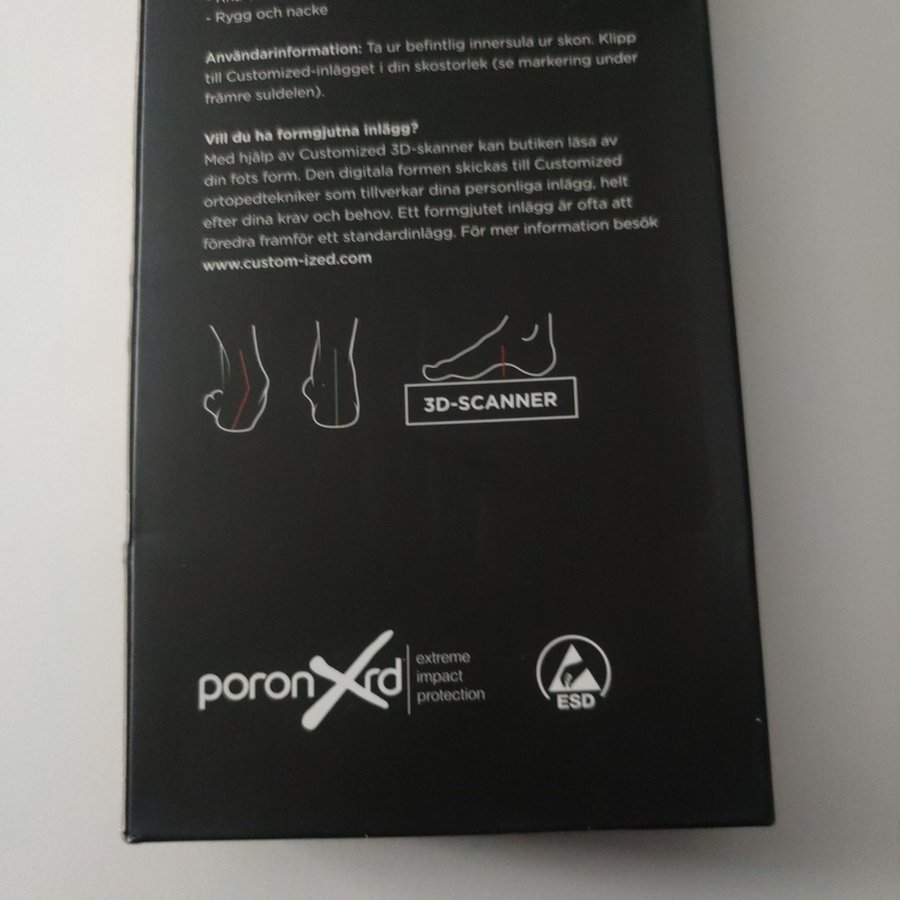 - Rygg och nacke
Användarinformation: Ta ur befintlig innersula ur skon. Klipp
till Customized-inlägget i din skostorlek (se markering under
främre suldelen).
Vill du ha formgjutna inlägg?
Med hjälp av Customized 3D-skanner kan butiken läsa av
din fots form. Den digitala formen skickas till Customized
ortopedtekniker som tillverkar dina personliga inlägg, helt
efter dina krav och behov. Ett formgjutet inlägg är ofta att
föredra framför ett standardinlägg. För mer information besök
www.custom-ized.com
3D-SCANNER
poron Xrd
extreme
impact
protection
ESD